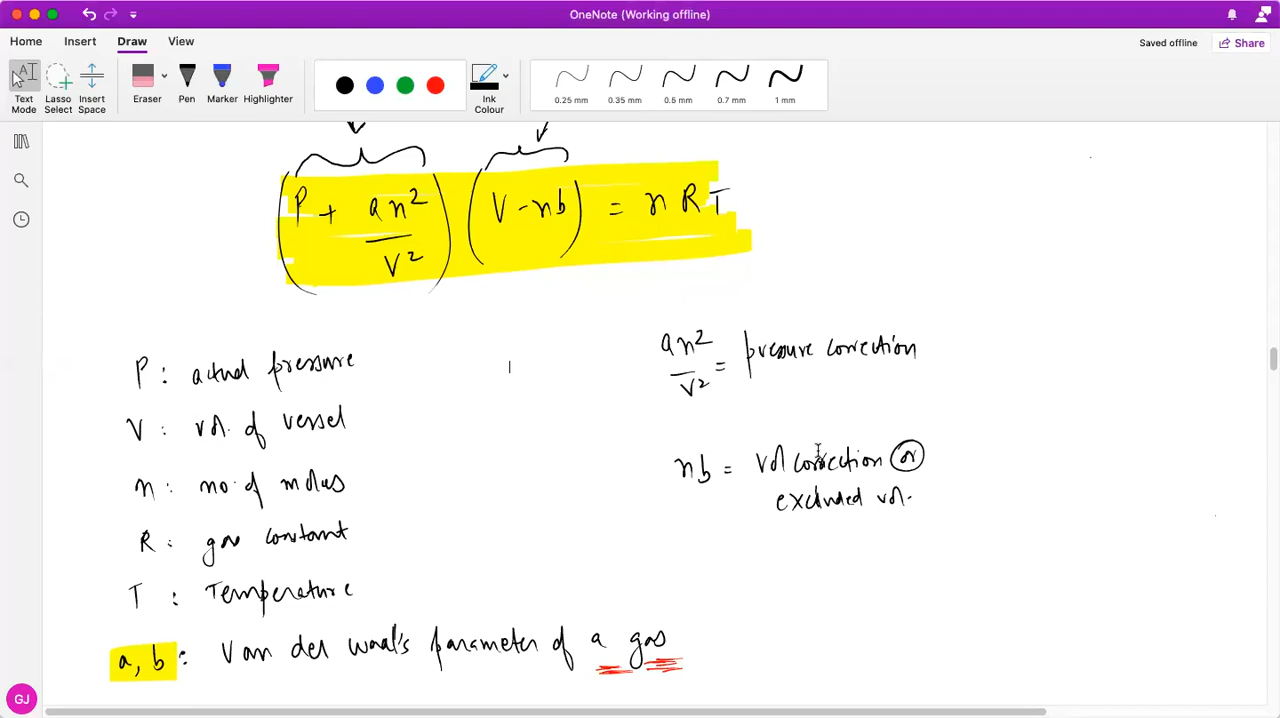 OneNote (Working offline)
Home Insert Draw View
Saved offline Share
Text Mode Lasso Select Insert Space Eraser Pen Marker Highlighter Ink Colour 0.25 mm 0.35 mm 0.5 mm 0.7 mm 1 mm
(P + an²/V²) (V - nb) = nRT
P : actual pressure
V : vol. of vessel
n : no. of moles
R : gas constant
T : Temperature
a, b : Van der waal's parameter of a gas
an²/V² = pressure correction
nb = vol correction or
excluded vol.
GJ